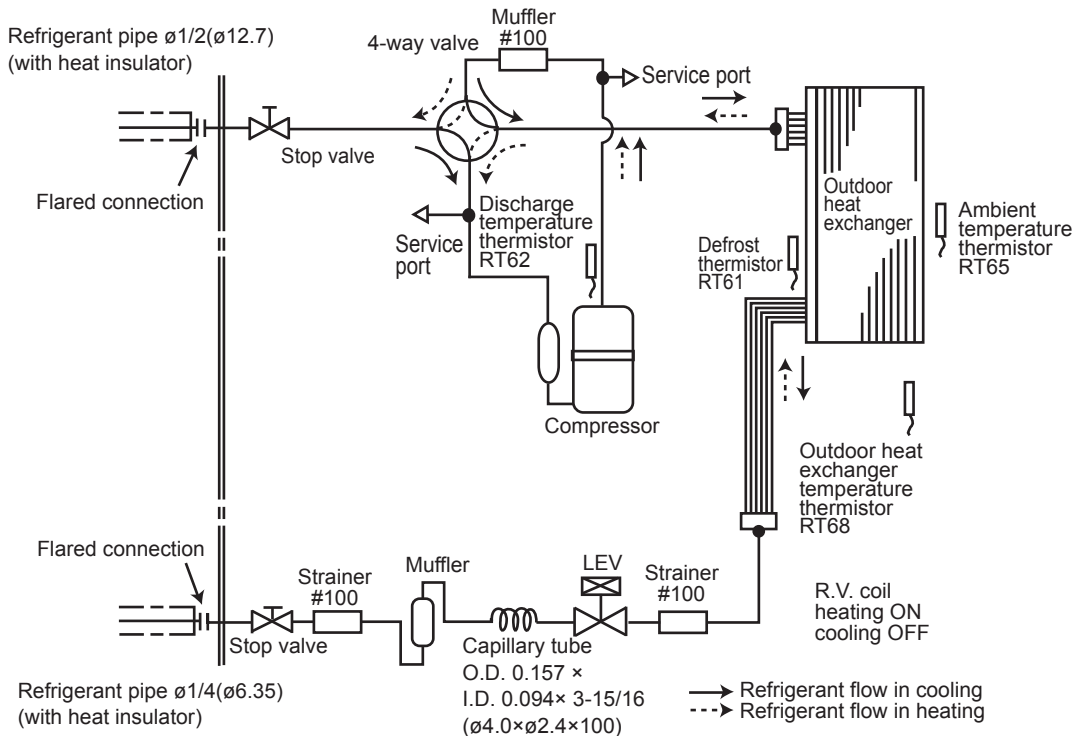 Refrigerant pipe ø1/2(ø12.7)
(with heat insulator)
4-way valve
Muffler
#100
Service port
Stop valve
Flared connection
Service
port
Discharge
temperature
thermistor
RT62
Compressor
Outdoor
heat
exchanger
Defrost
thermistor
RT61
Ambient
temperature
thermistor
RT65
Outdoor heat
exchanger
temperature
thermistor
RT68
Flared connection
Stop valve
Strainer
#100
Muffler
Capillary tube
O.D. 0.157 ×
I.D. 0.094× 3-15/16
(ø4.0×ø2.4×100)
LEV
Strainer
#100
R.V. coil
heating ON
cooling OFF
Refrigerant pipe ø1/4(ø6.35)
(with heat insulator)
Refrigerant flow in cooling
Refrigerant flow in heating